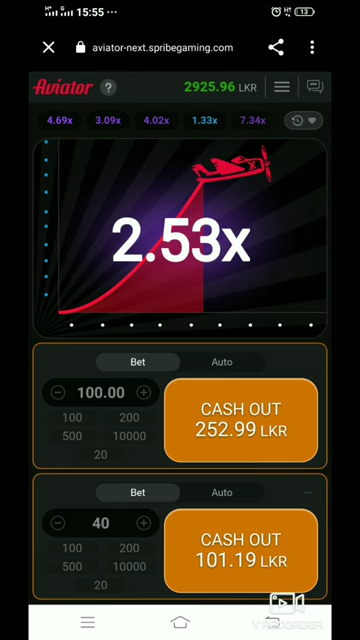 15:55 ...
13
aviator-next.spribegaming.com
Aviator ? 2925.96 LKR
4.69x 3.09x 4.02x 1.33x 7.34x
2.53x
Bet Auto
100.00
100 200
500 10000
20
CASH OUT
252.99 LKR
Bet Auto
40
100 200
500 10000
20
CASH OUT
101.19 LKR
V RECORDER